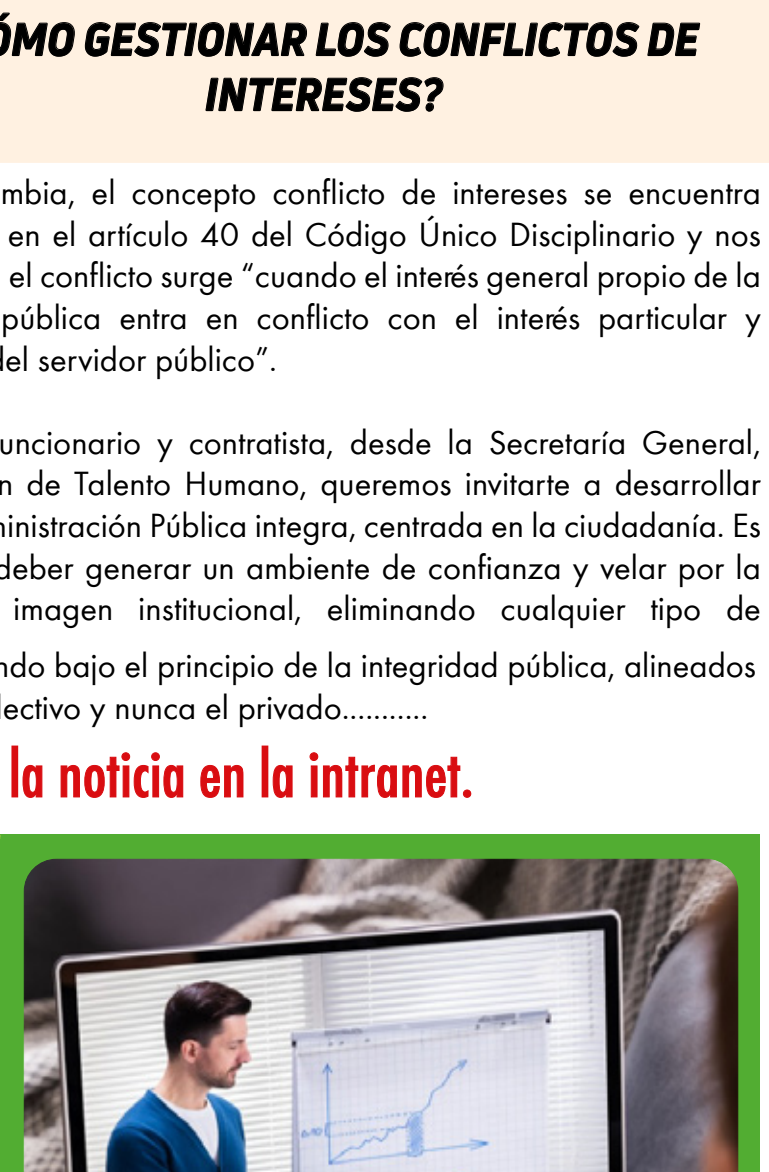 ÓMO GESTIONAR LOS CONFLICTOS DE
INTERESES?
mbia, el concepto conflicto de intereses se encuentra
en el artículo 40 del Código Único Disciplinario y nos
el conflicto surge “cuando el interés general propio de la
pública entra en conflicto con el interés particular y
del servidor público”.
uncionario y contratista, desde la Secretaría General,
n de Talento Humano, queremos invitarte a desarrollar
ministración Pública integra, centrada en la ciudadanía. Es
deber generar un ambiente de confianza y velar por la
imagen institucional, eliminando cualquier tipo de
ndo bajo el principio de la integridad pública, alineados
lectivo y nunca el privado...........
la noticia en la intranet.